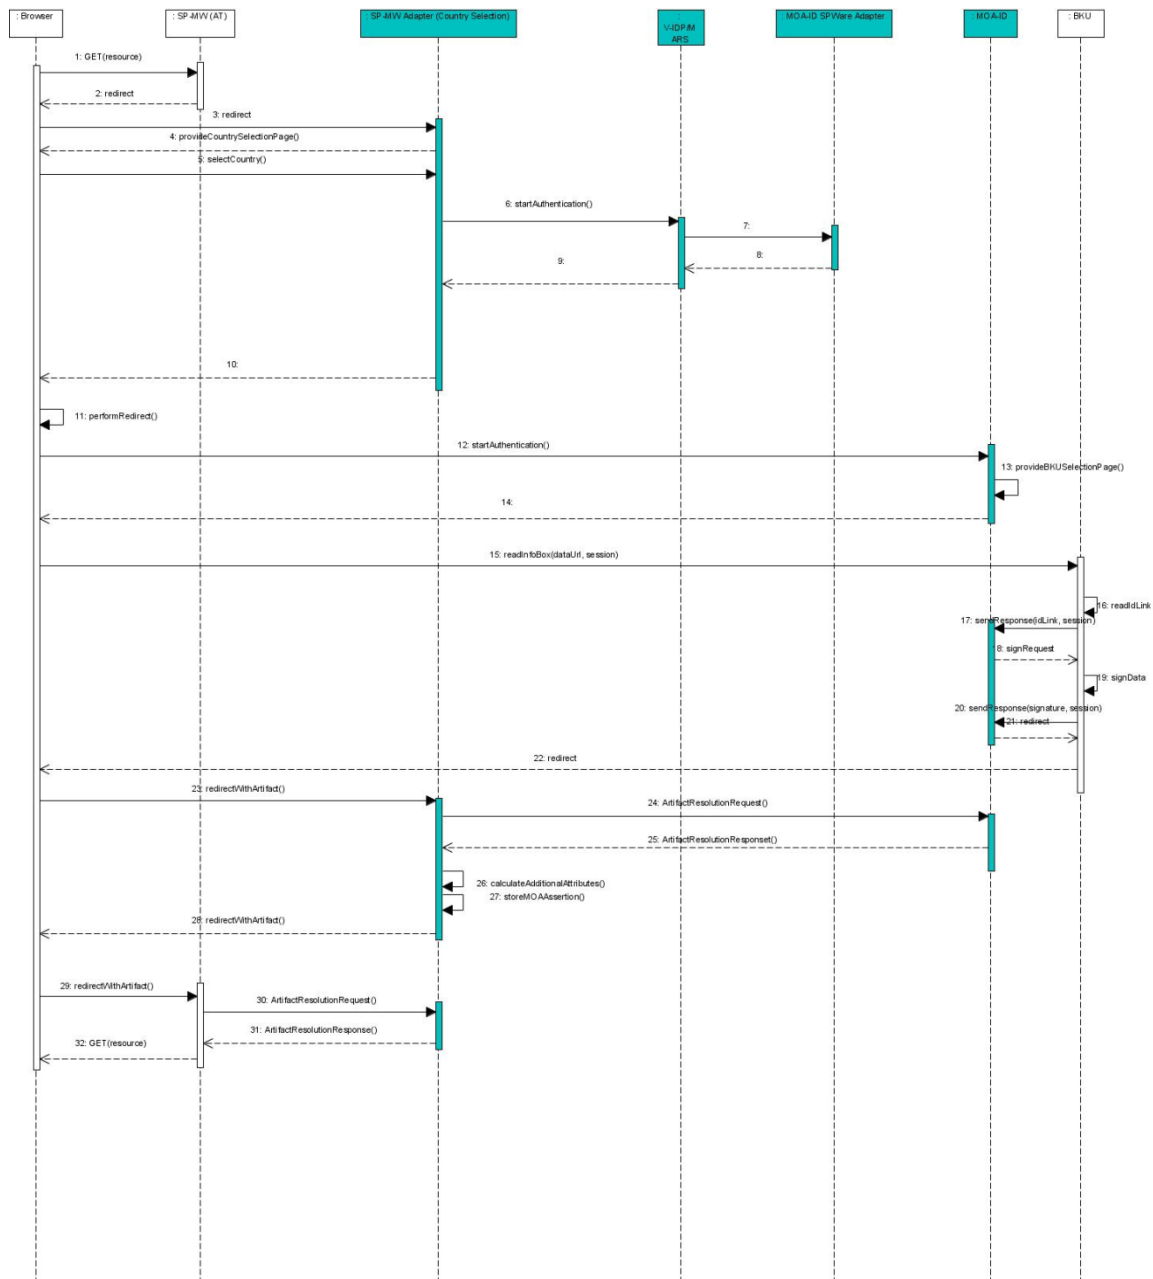 : Browser
: SP-MW (AT)
: SP-MW Adapter (Country Selection)
:
V-IDP/M
ARS
: MOA-ID SPWare Adapter
: MOA-ID
: BKU
1: GET(resource)
2: redirect
3: redirect
4: provideCountrySelectionPage()
5: selectCountry()
6: startAuthentication()
7:
8:
9:
10:
11: performRedirect()
12: startAuthentication()
13: provideBKUSelectionPage()
14:
15: readInfoBox(dataUrl, session)
16: readIdLink
17: sendResponse(idLink, session)
18: signRequest
19: signData
20: sendResponse(signature, session)
21: redirect
22: redirect
23: redirectWithArtifact()
24: ArtifactResolutionRequest()
25: ArtifactResolutionResponset()
26: calculateAdditionalAttributes()
27: storeMOAAssertion()
28: redirectWithArtifact()
29: redirectWithArtifact()
30: ArtifactResolutionRequest()
31: ArtifactResolutionResponse()
32: GET(resource)